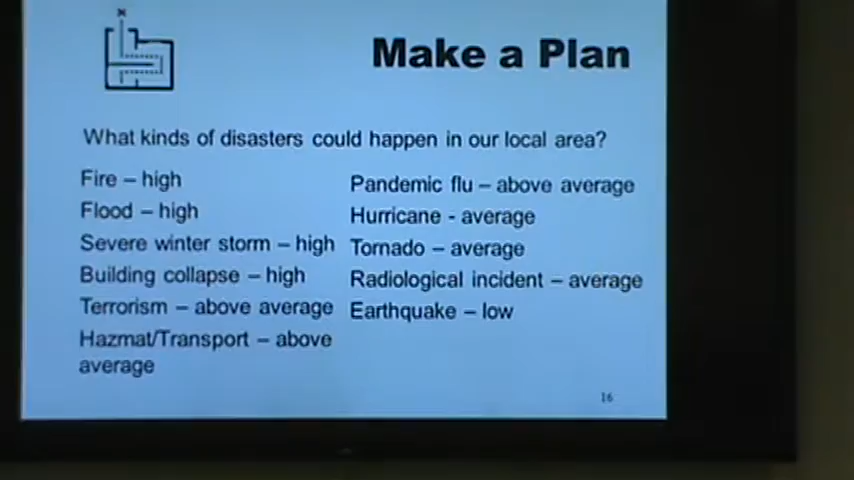 N
Make a Plan
What kinds of disasters could happen in our local area?
Fire – high
Flood – high
Severe winter storm – high
Building collapse – high
Terrorism – above average
Hazmat/Transport – above
average
Pandemic flu – above average
Hurricane - average
Tornado – average
Radiological incident – average
Earthquake – low
16